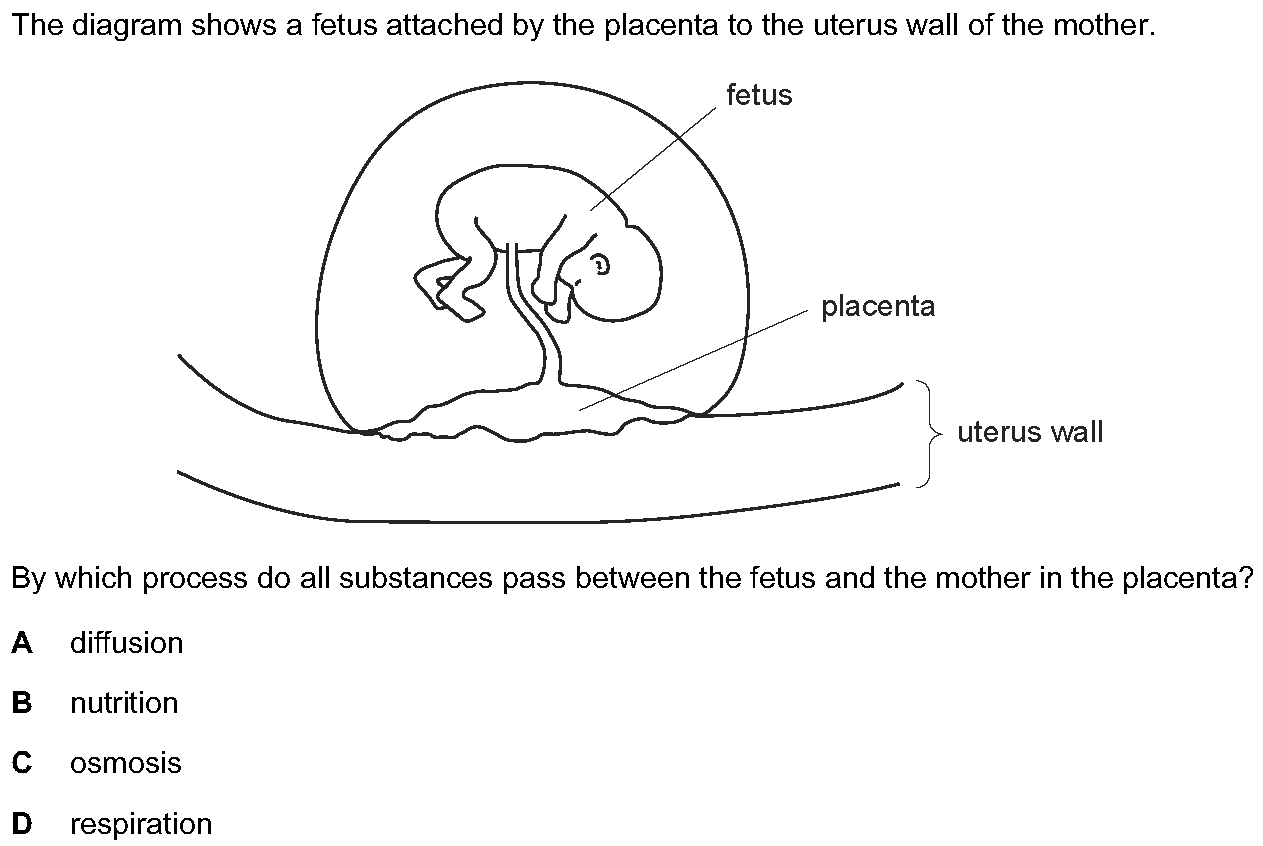 The diagram shows a fetus attached by the placenta to the uterus wall of the mother.
fetus
placenta
uterus wall
By which process do all substances pass between the fetus and the mother in the placenta?
A diffusion
B nutrition
C osmosis
D respiration